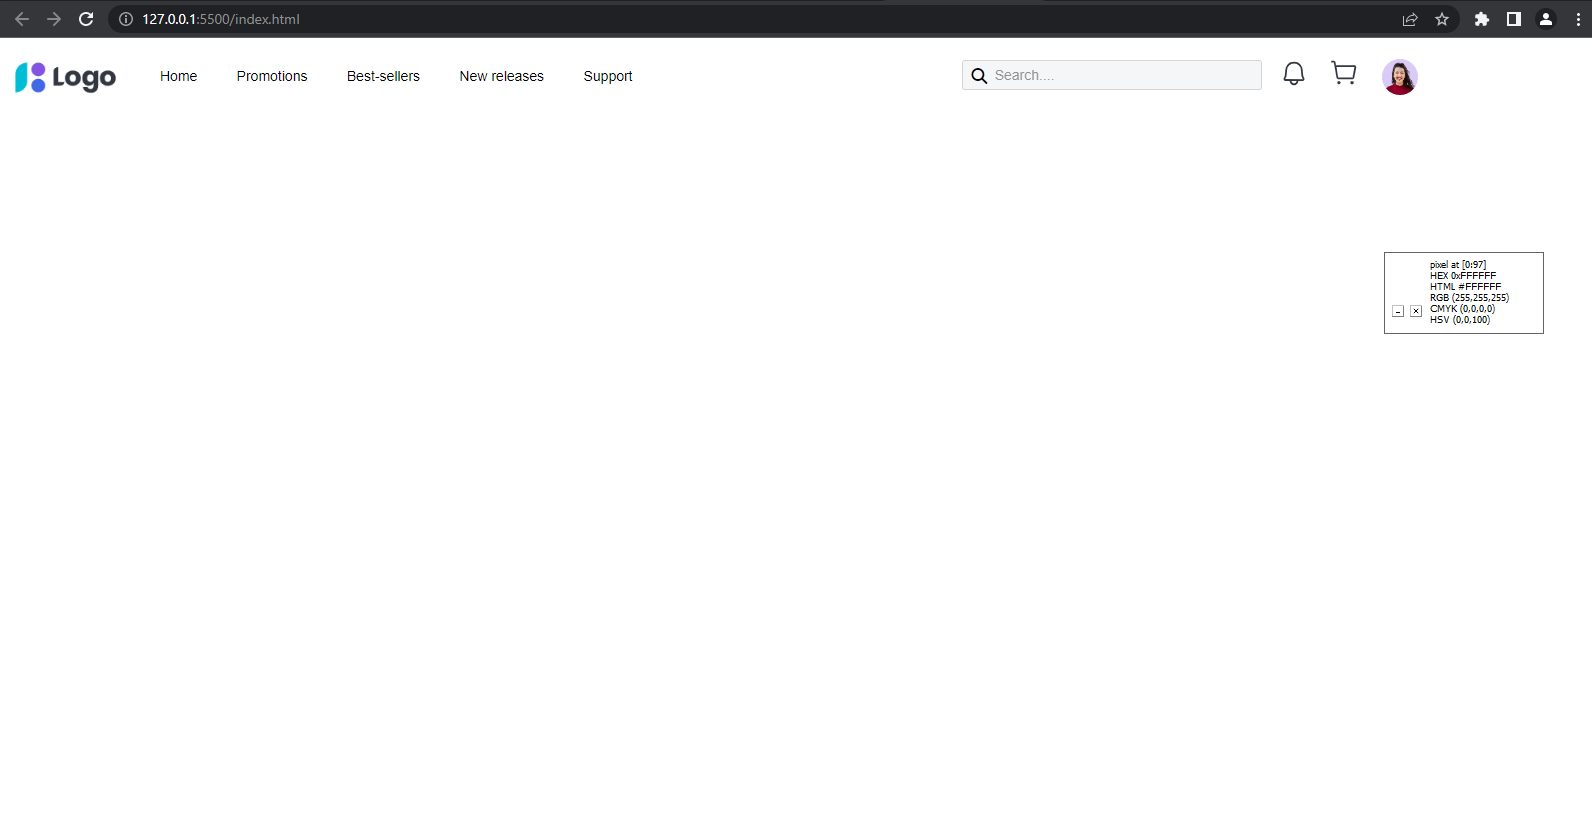 127.0.0.1:5500/index.html
Logo Home Promotions Best-sellers New releases Support Search....
pixel at [0:97]
HEX 0xFFFFFF
HTML #FFFFFF
RGB (255,255,255)
CMYK (0,0,0,0)
HSV (0,0,100)